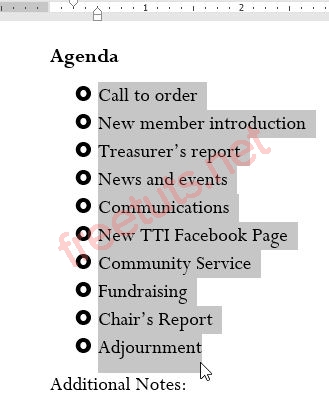 1 2
Agenda
Call to order
New member introduction
Treasurer's report
News and events
Communications
New TTI Facebook Page
Community Service
Fundraising
Chair's Report
Adjournment
Additional Notes:
freetuts.net